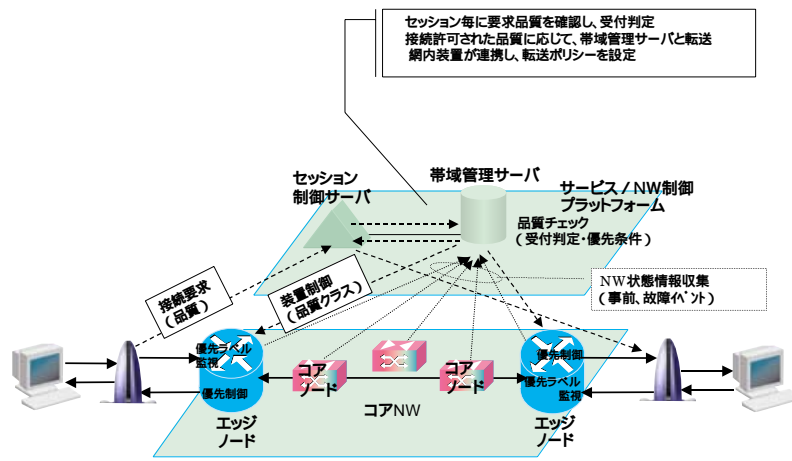 セッション毎に要求品質を確認し、受付判定
接続許可された品質に応じて、帯域管理サーバと転送
網内装置が連携し、転送ポリシーを設定
セッション
制御サーバ
帯域管理サーバ
サービス / NW制御
プラットフォーム
品質チェック
( 受付判定・優先条件 )
NW状態情報収集
( 事前、故障イベント )
接続要求
( 品質 )
装置制御
( 品質クラス )
優先ラベル
監視
優先制御
エッジ
ノード
コア
ノード
コア
ノード
コアNW
優先制御
優先ラベル
監視
エッジ
ノード